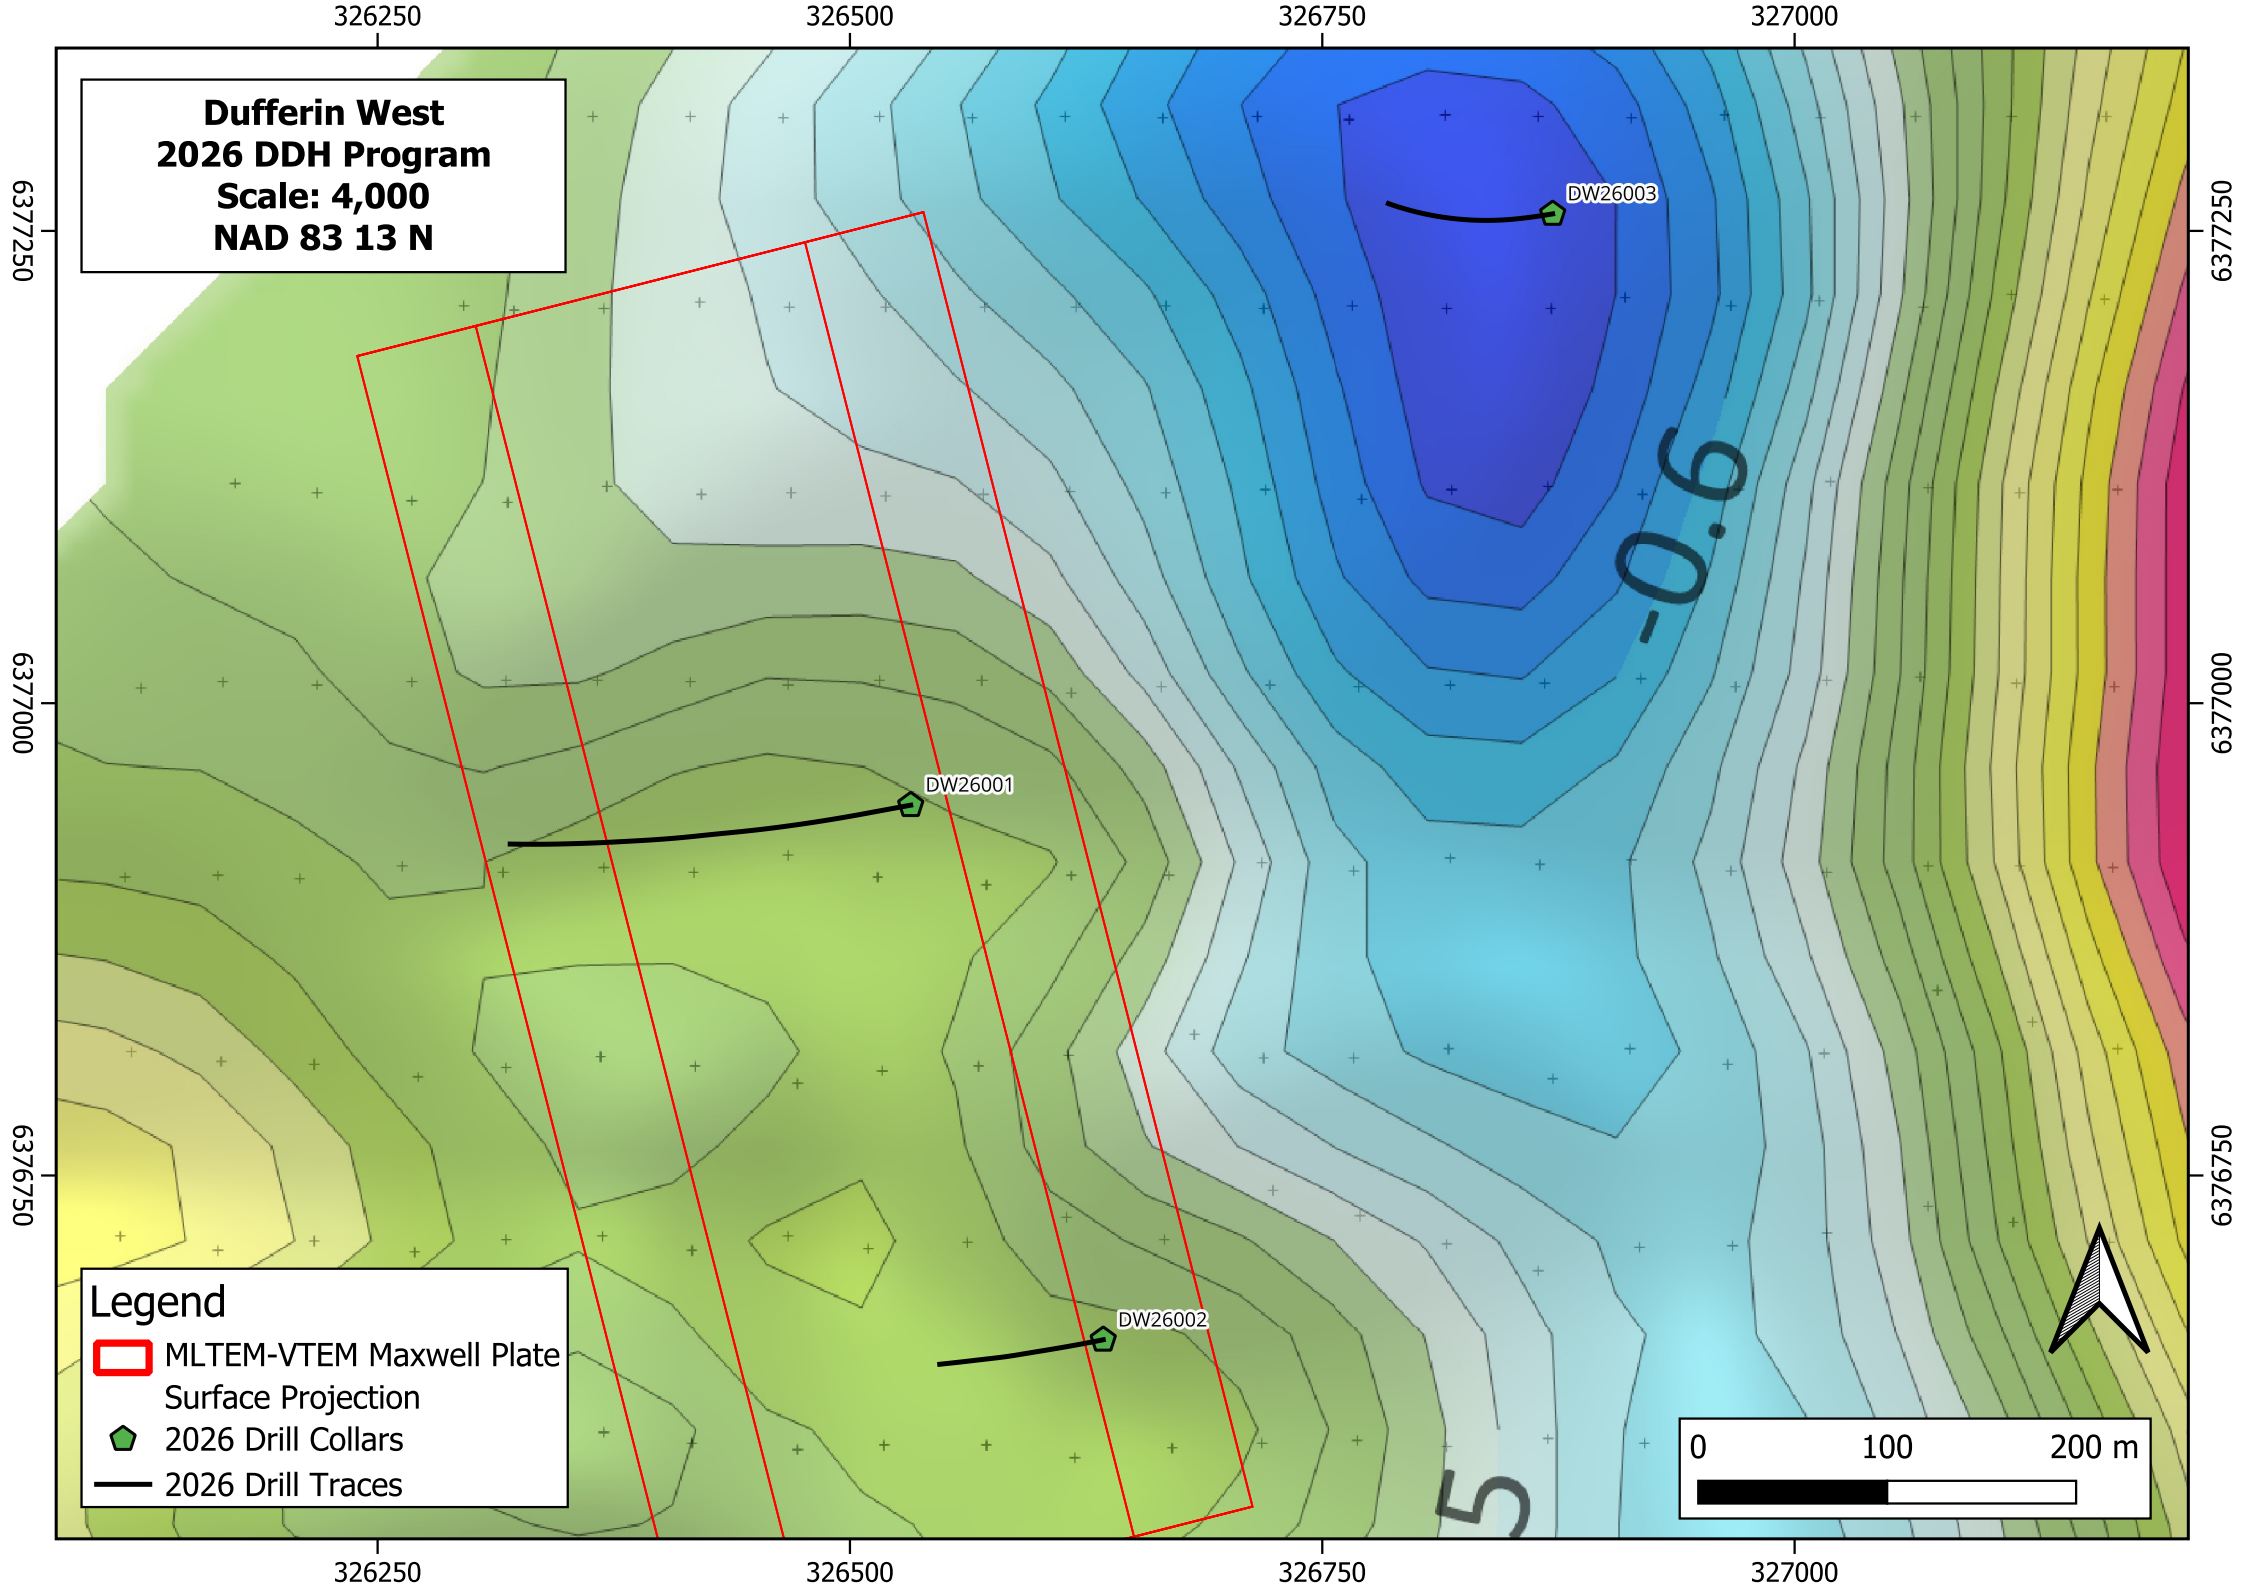 326250
326500
326750
327000
Dufferin West
2026 DDH Program
Scale: 4,000
NAD 83 13 N
6377250
6377250
DW26003
-0.6
6377000
6377000
DW26001
6376750
6376750
DW26002
Legend
MLTEM-VTEM Maxwell Plate
Surface Projection
2026 Drill Collars
2026 Drill Traces
5
0 100 200 m
326250
326500
326750
327000